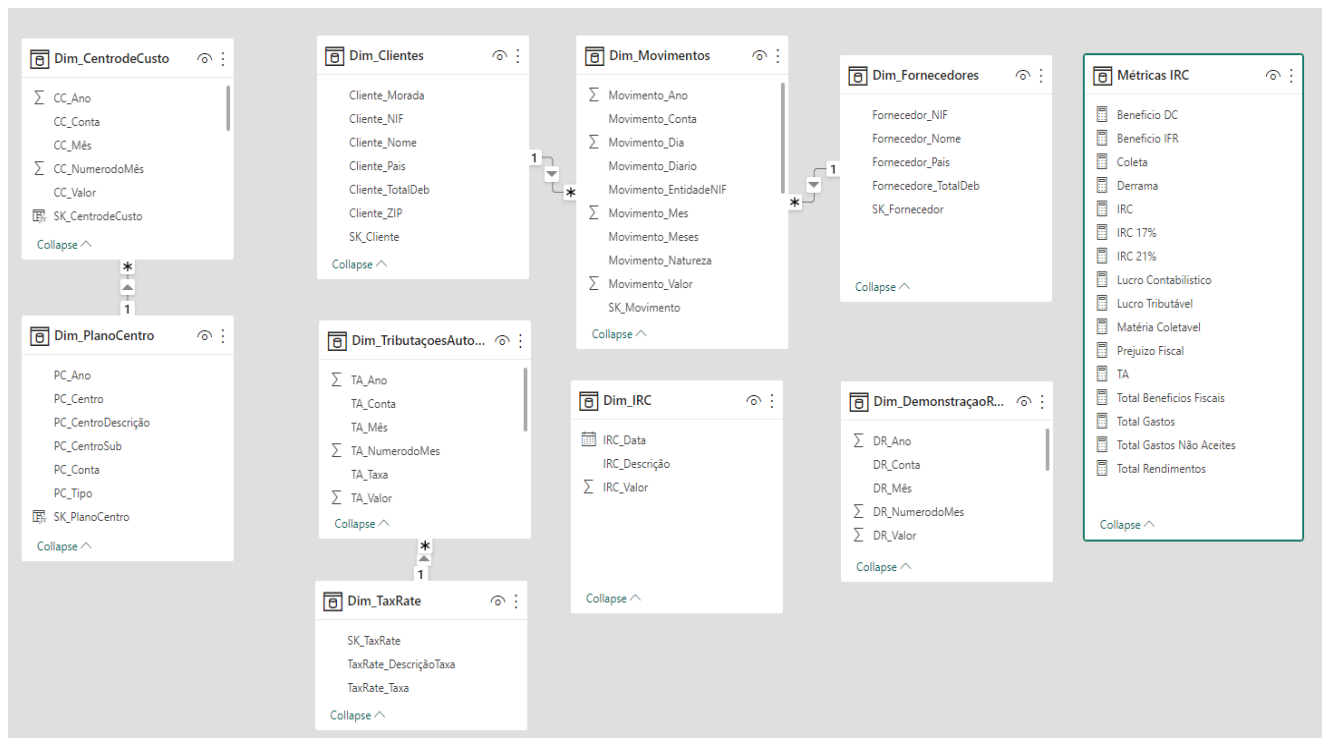 Dim_CentrodeCusto
CC_Ano
CC_Conta
CC_Mês
CC_NumerodoMês
CC_Valor
SK_CentrodeCusto
Collapse
*
1
Dim_PlanoCentro
PC_Ano
PC_Centro
PC_CentroDescrição
PC_CentroSub
PC_Conta
PC_Tipo
SK_PlanoCentro
Collapse
Dim_Clientes
Cliente_Morada
Cliente_NIF
Cliente_Nome
Cliente_Pais
Cliente_TotalDeb
Cliente_ZIP
SK_Cliente
Collapse
1
*
Dim_Movimentos
Movimento_Ano
Movimento_Conta
Movimento_Dia
Movimento_Diario
Movimento_EntidadeNIF
Movimento_Mes
Movimento_Meses
Movimento_Natureza
Movimento_Valor
SK_Movimento
Collapse
*
1
Dim_Fornecedores
Fornecedor_NIF
Fornecedor_Nome
Fornecedor_Pais
Fornecedore_TotalDeb
SK_Fornecedor
Collapse
Dim_TributaçoesAuto...
TA_Ano
TA_Conta
TA_Mês
TA_NumerodoMes
TA_Taxa
TA_Valor
Collapse
*
1
Dim_TaxRate
SK_TaxRate
TaxRate_DescriçãoTaxa
TaxRate_Taxa
Collapse
Dim_IRC
IRC_Data
IRC_Descrição
IRC_Valor
Collapse
Dim_DemonstraçaoR...
DR_Ano
DR_Conta
DR_Mês
DR_NumerodoMes
DR_Valor
Collapse
Métricas IRC
Beneficio DC
Beneficio IFR
Coleta
Derrama
IRC
IRC 17%
IRC 21%
Lucro Contabilistico
Lucro Tributável
Matéria Coletavel
Prejuizo Fiscal
TA
Total Beneficios Fiscais
Total Gastos
Total Gastos Não Aceites
Total Rendimentos
Collapse